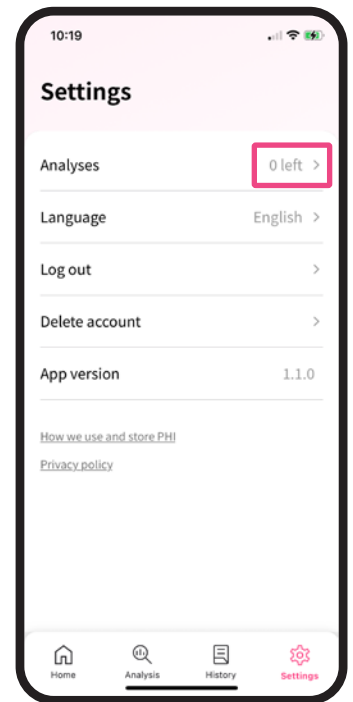 10:19
Settings
Analyses 0 left
Language English
Log out
Delete account
App version 1.1.0
How we use and store PHI
Privacy policy
Home Analysis History Settings